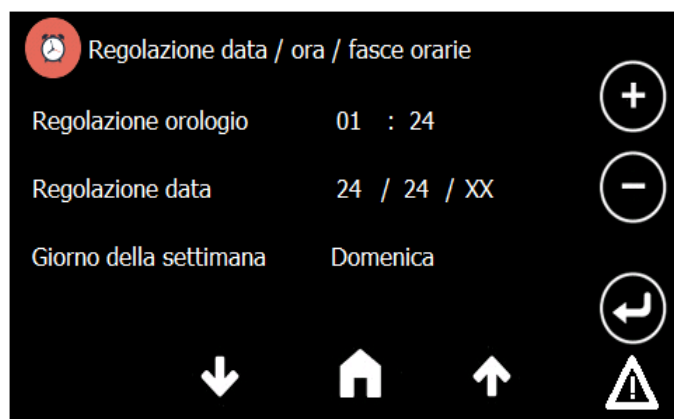 Regolazione data / ora / fasce orarie
Regolazione orologio 01 : 24
Regolazione data 24 / 24 / XX
Giorno della settimana Domenica